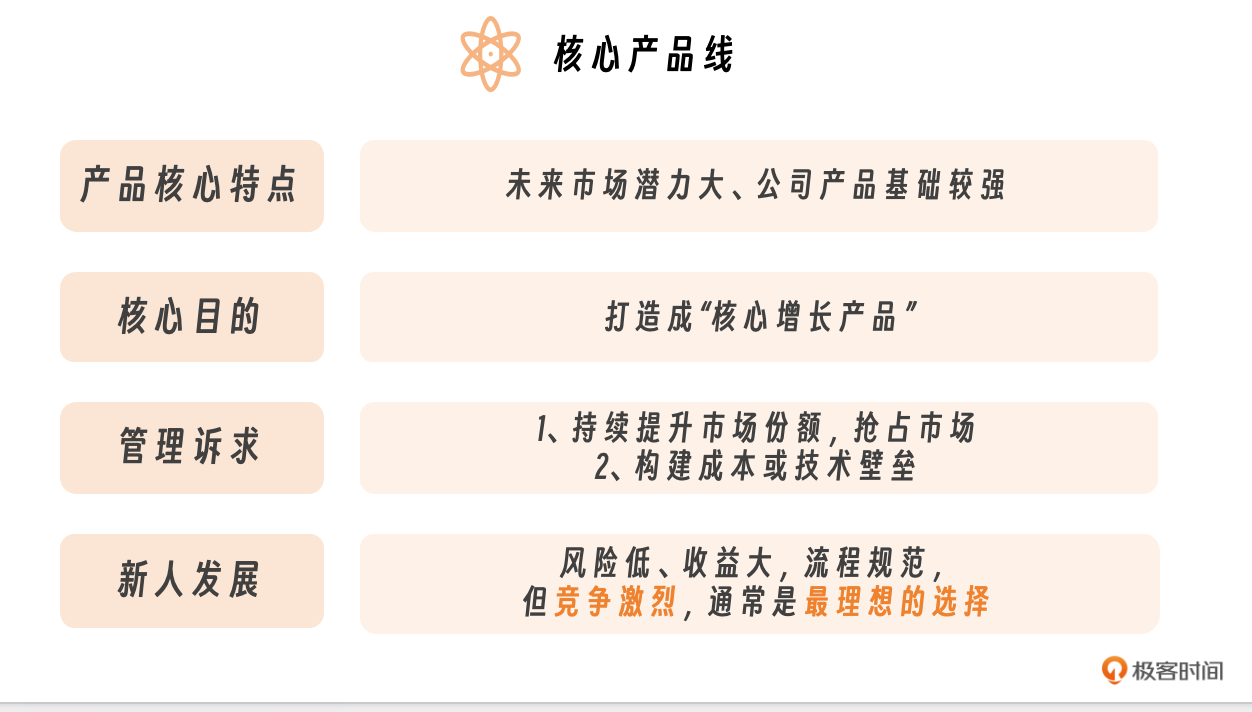 核心产品线
产品核心特点
未来市场潜力大、公司产品基础较强
核心目的
打造成“核心增长产品”
管理诉求
1、持续提升市场份额，抢占市场
2、构建成本或技术壁垒
新人发展
风险低、收益大，流程规范，
但竞争激烈，通常是最理想的选择
极客时间